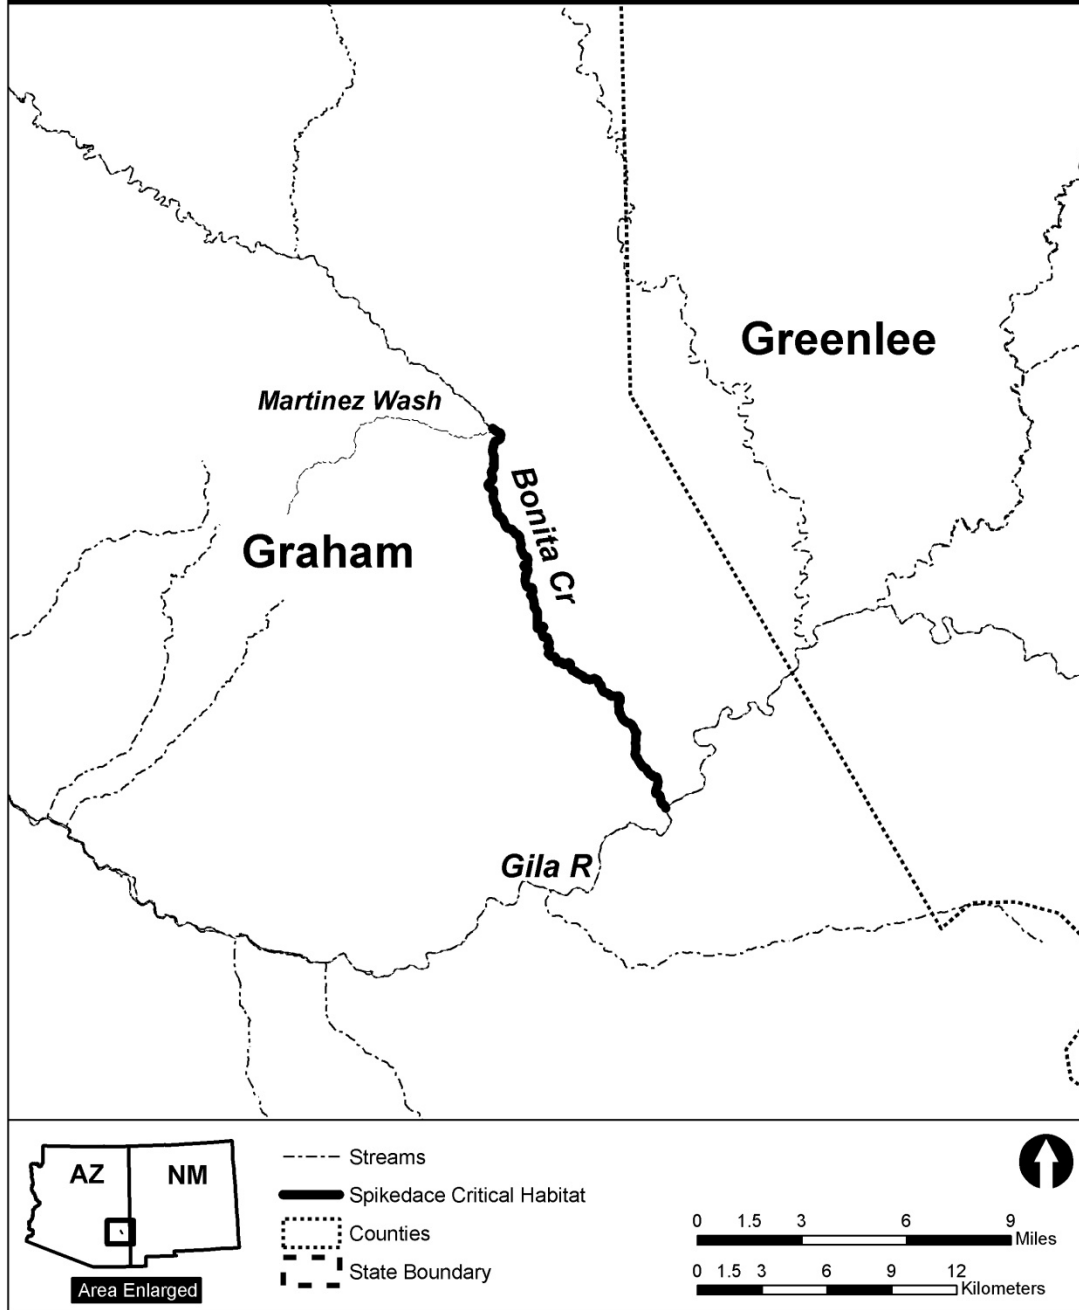 Greenlee
Martinez Wash
Bonita Cr
Graham
Gila R
AZ
NM
Area Enlarged
Streams
Spikedace Critical Habitat
Counties
State Boundary
0 1.5 3 6 9
Miles
0 1.5 3 6 9 12
Kilometers